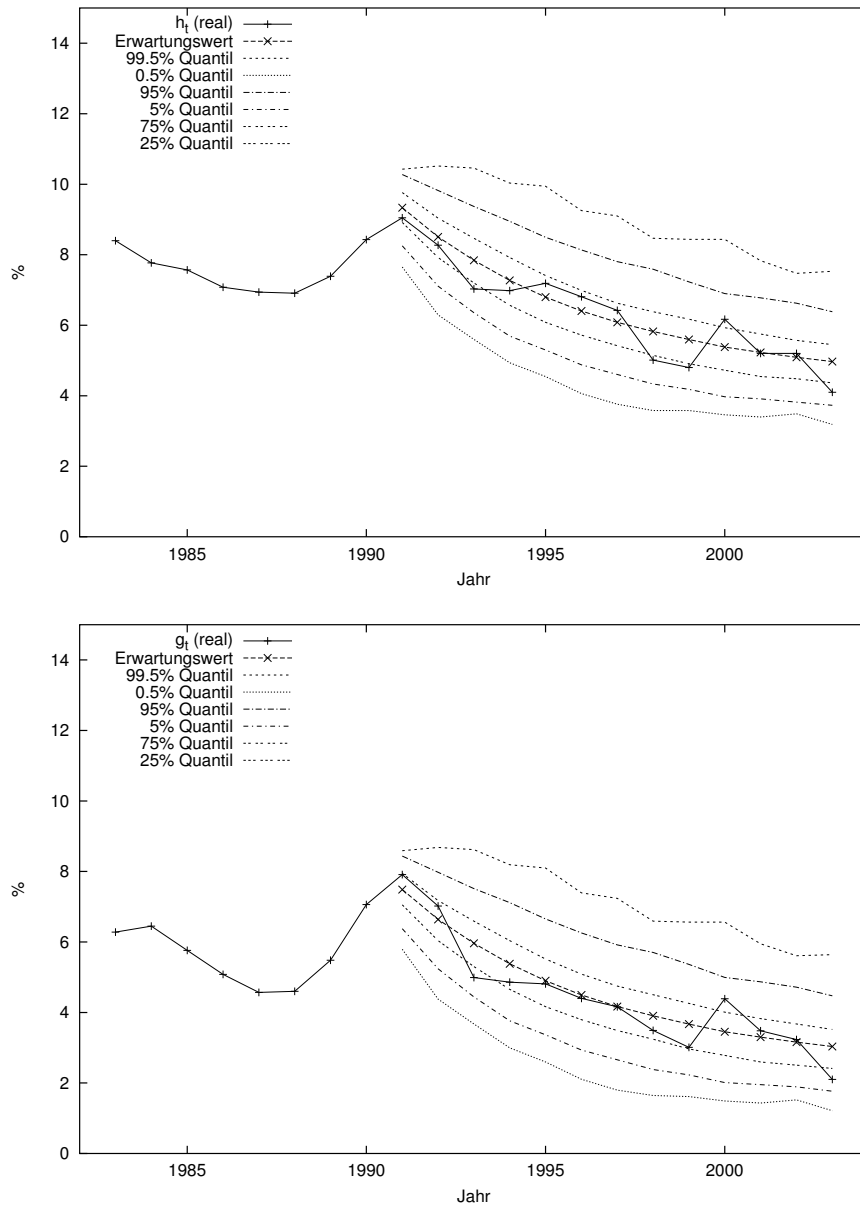 h_t (real)
Erwartungswert
99.5% Quantil
0.5% Quantil
95% Quantil
5% Quantil
75% Quantil
25% Quantil
14
12
10
8
6
4
2
0
%
1985
1990
1995
2000
Jahr
g_t (real)
Erwartungswert
99.5% Quantil
0.5% Quantil
95% Quantil
5% Quantil
75% Quantil
25% Quantil
14
12
10
8
6
4
2
0
%
1985
1990
1995
2000
Jahr